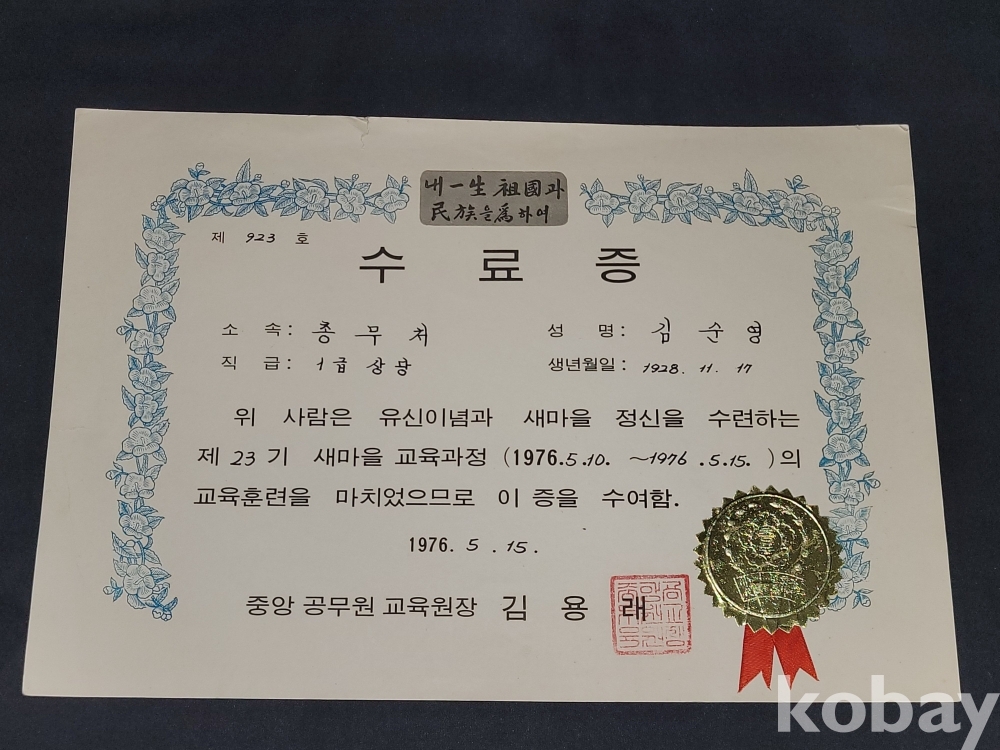 내 一生 祖國과
民族을 爲하여
제 923 호
수 료 증
소 속: 총무처 성 명: 김순영
직 급: 1급상당 생년월일: 1928. 11. 17
위 사람은 유신이념과 새마을 정신을 수련하는
제 23 기 새마을 교육과정 (1976.5.10. ~1976.5.15. )의
교육훈련을 마치었으므로 이 증을 수여함.
1976. 5. 15.
중앙 공무원 교육원장 김 용 래
kobay